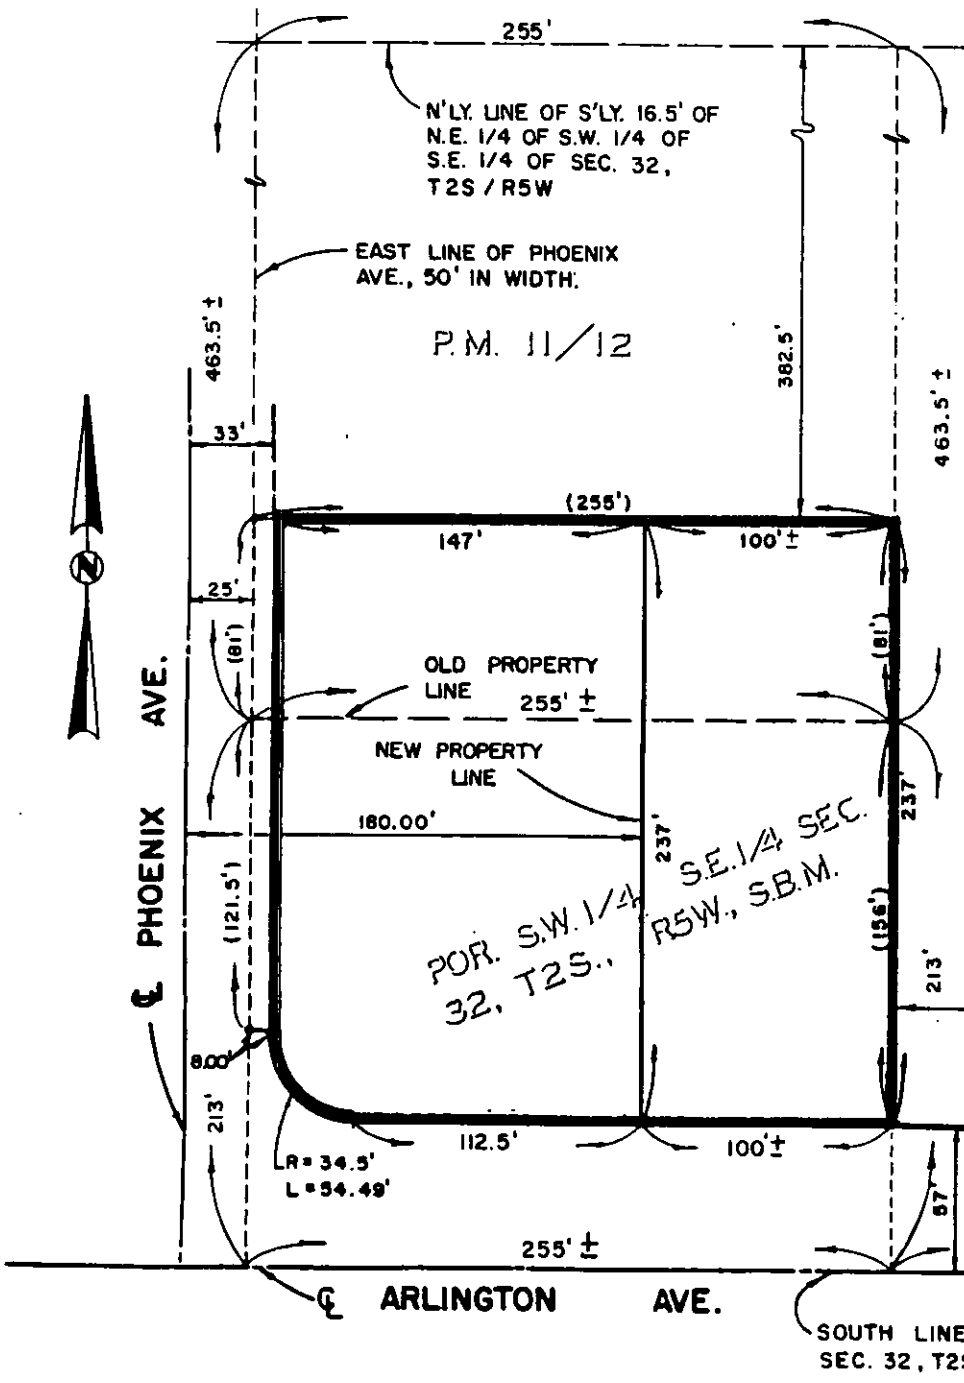 255'
N'LY. LINE OF S'LY. 16.5' OF
N.E. 1/4 OF S.W. 1/4 OF
S.E. 1/4 OF SEC. 32,
T2S / R5W
EAST LINE OF PHOENIX
AVE., 50' IN WIDTH.
463.5' ±
P.M. 11/12
382.5'
463.5' ±
33'
(255')
147'
100' ±
N
25'
(81')
(81')
OLD PROPERTY
LINE
255' ±
NEW PROPERTY
LINE
180.00'
237'
237'
℄ PHOENIX AVE.
(121.5')
POR. S.W. 1/4 S.E. 1/4 SEC.
32, T2S., R5W., S.B.M.
(156')
213'
8.00'
213'
112.5'
100' ±
R = 34.5'
L = 54.49'
57'
255' ±
℄ ARLINGTON AVE.
SOUTH LINE
SEC. 32, T2S